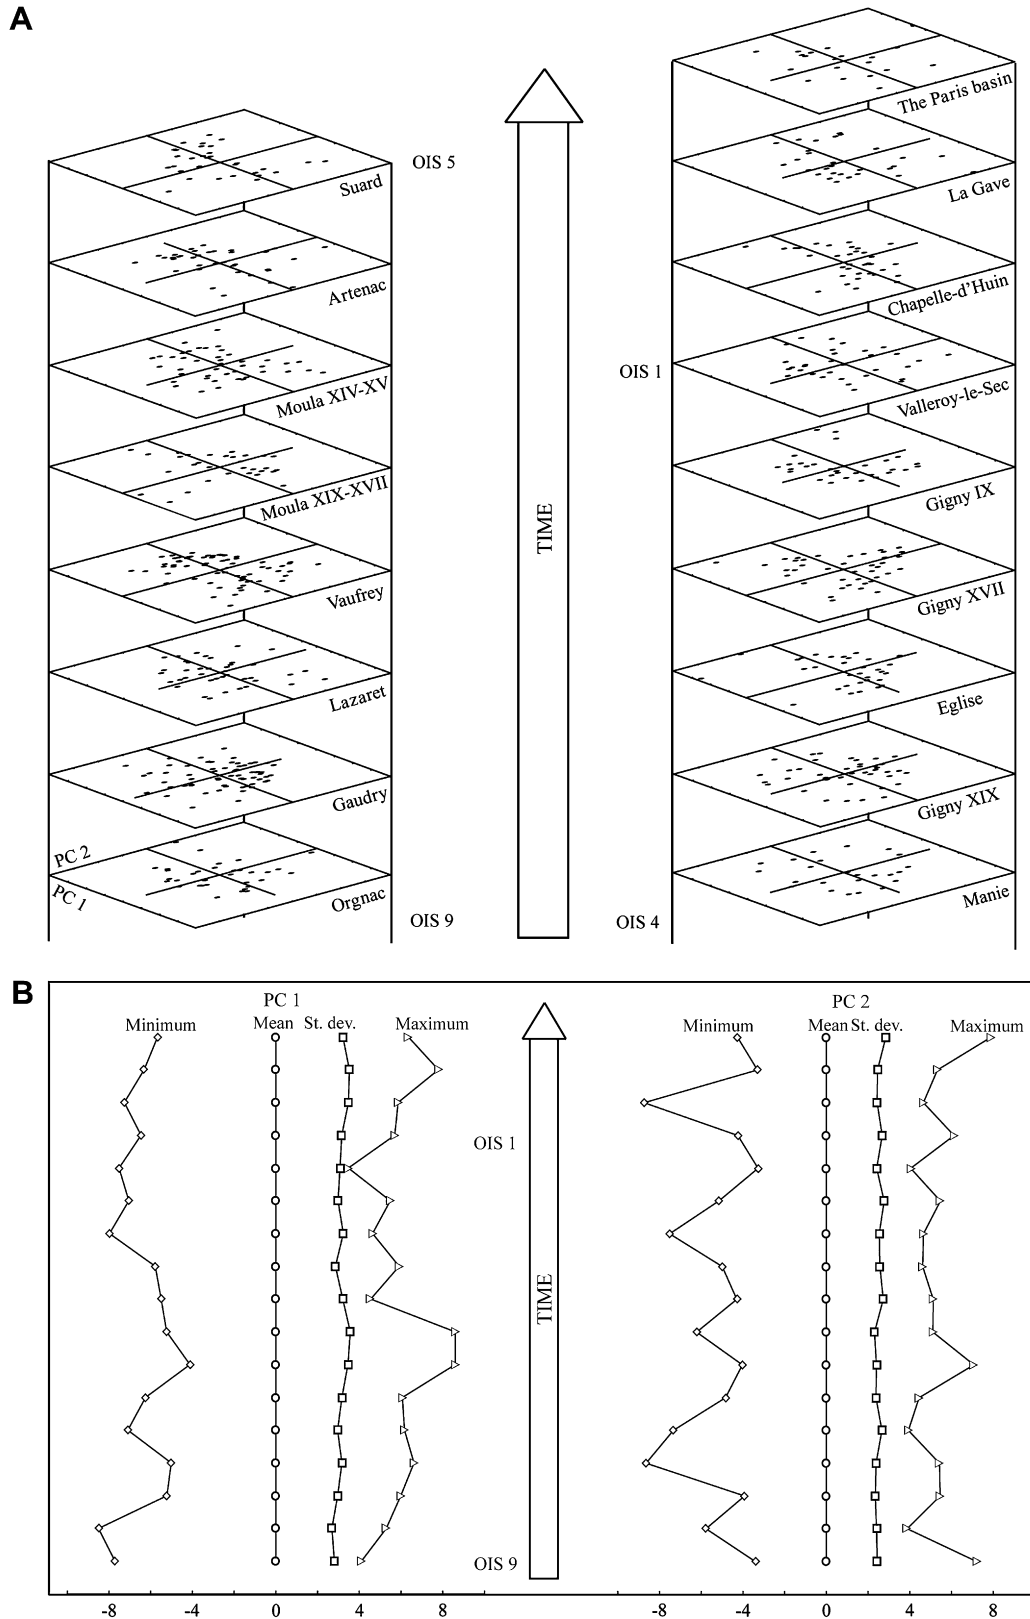 A
The Paris basin
OIS 5
Suard
La Gave
Artenac
Chapelle-d'Huin
OIS 1
Moula XIV-XV
Valleroy-le-Sec
Moula XIX-XVII
Gigny IX
TIME
Vaufrey
Gigny XVII
Lazaret
Eglise
Gaudry
Gigny XIX
PC 2
PC 1
Orgnac
Manie
OIS 9
OIS 4
B
PC 1
PC 2
Minimum Mean St. dev. Maximum
Minimum Mean St. dev. Maximum
OIS 1
TIME
OIS 9
-8 -4 0 4 8
-8 -4 0 4 8